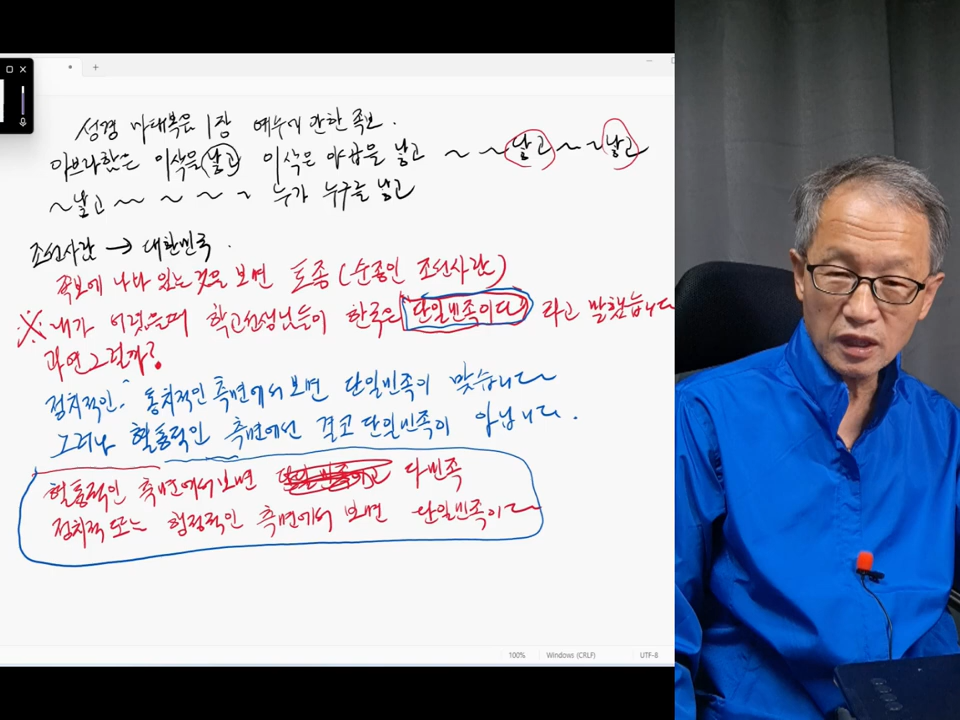 성경 마태복음 1장 예수에 관한 족보.
아브라함은 이삭을 낳고 이삭은 야곱을 낳고 ~ ~ 낳고 ~ ~ 낳고
~ 낳고 ~ ~ ~ ~ ~ 누가 누구를 낳고
조선사람 → 대한민국.
족보에 나와 있는 것을 보면 토종 (순종인 조선사람)
※ 내가 어렸을때 학교선생님들이 한국은 단일민족이다 라고 말했습니다
과연 그럴까?
정치적인, 통치적인 측면에서 보면 단일민족이 맞습니다
그러나 혈통적인 측면에선 결코 단일민족이 아닙니다.
혈통적인 측면에서보면 다민족
정치적 또는 행정적인 측면에서 보면 단일민족이다
100% Windows (CRLF) UTF-8